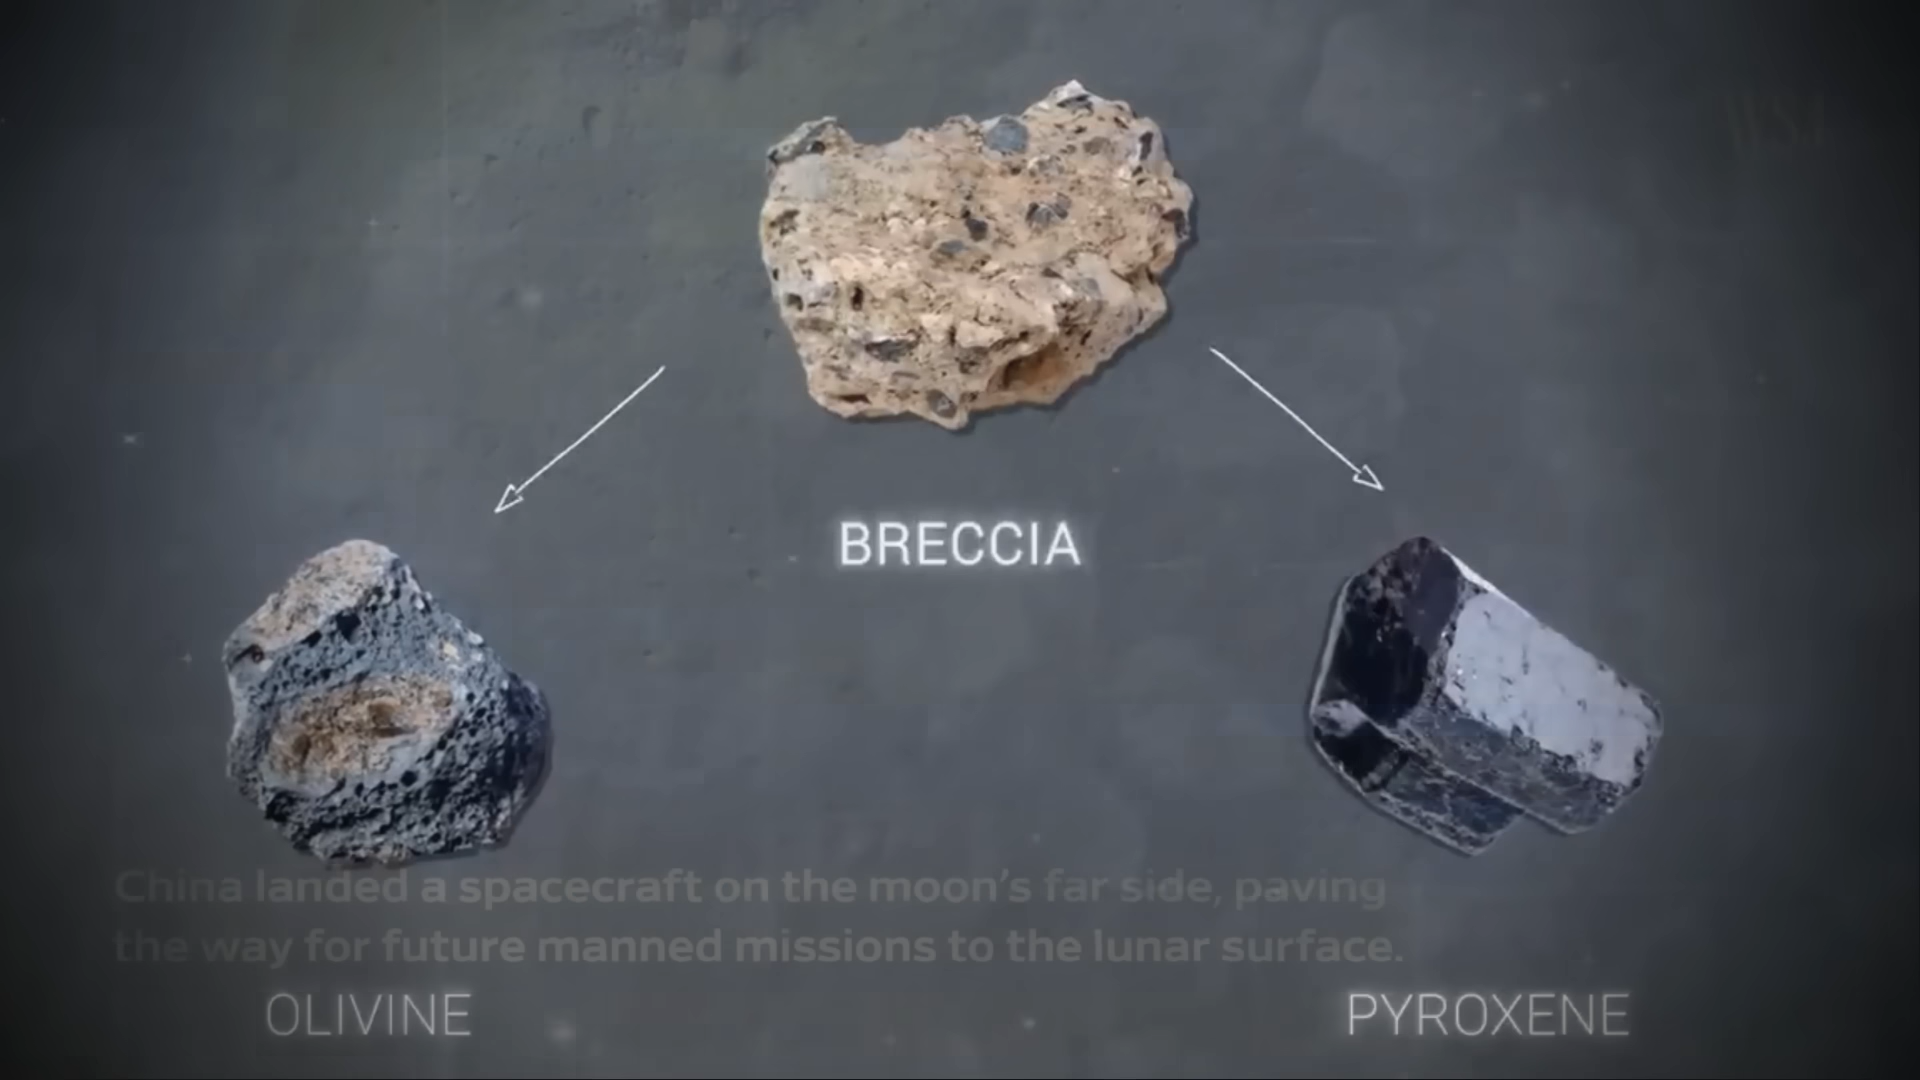 BRECCIA
China landed a spacecraft on the moon's far side, paving
the way for future manned missions to the lunar surface.
OLIVINE
PYROXENE